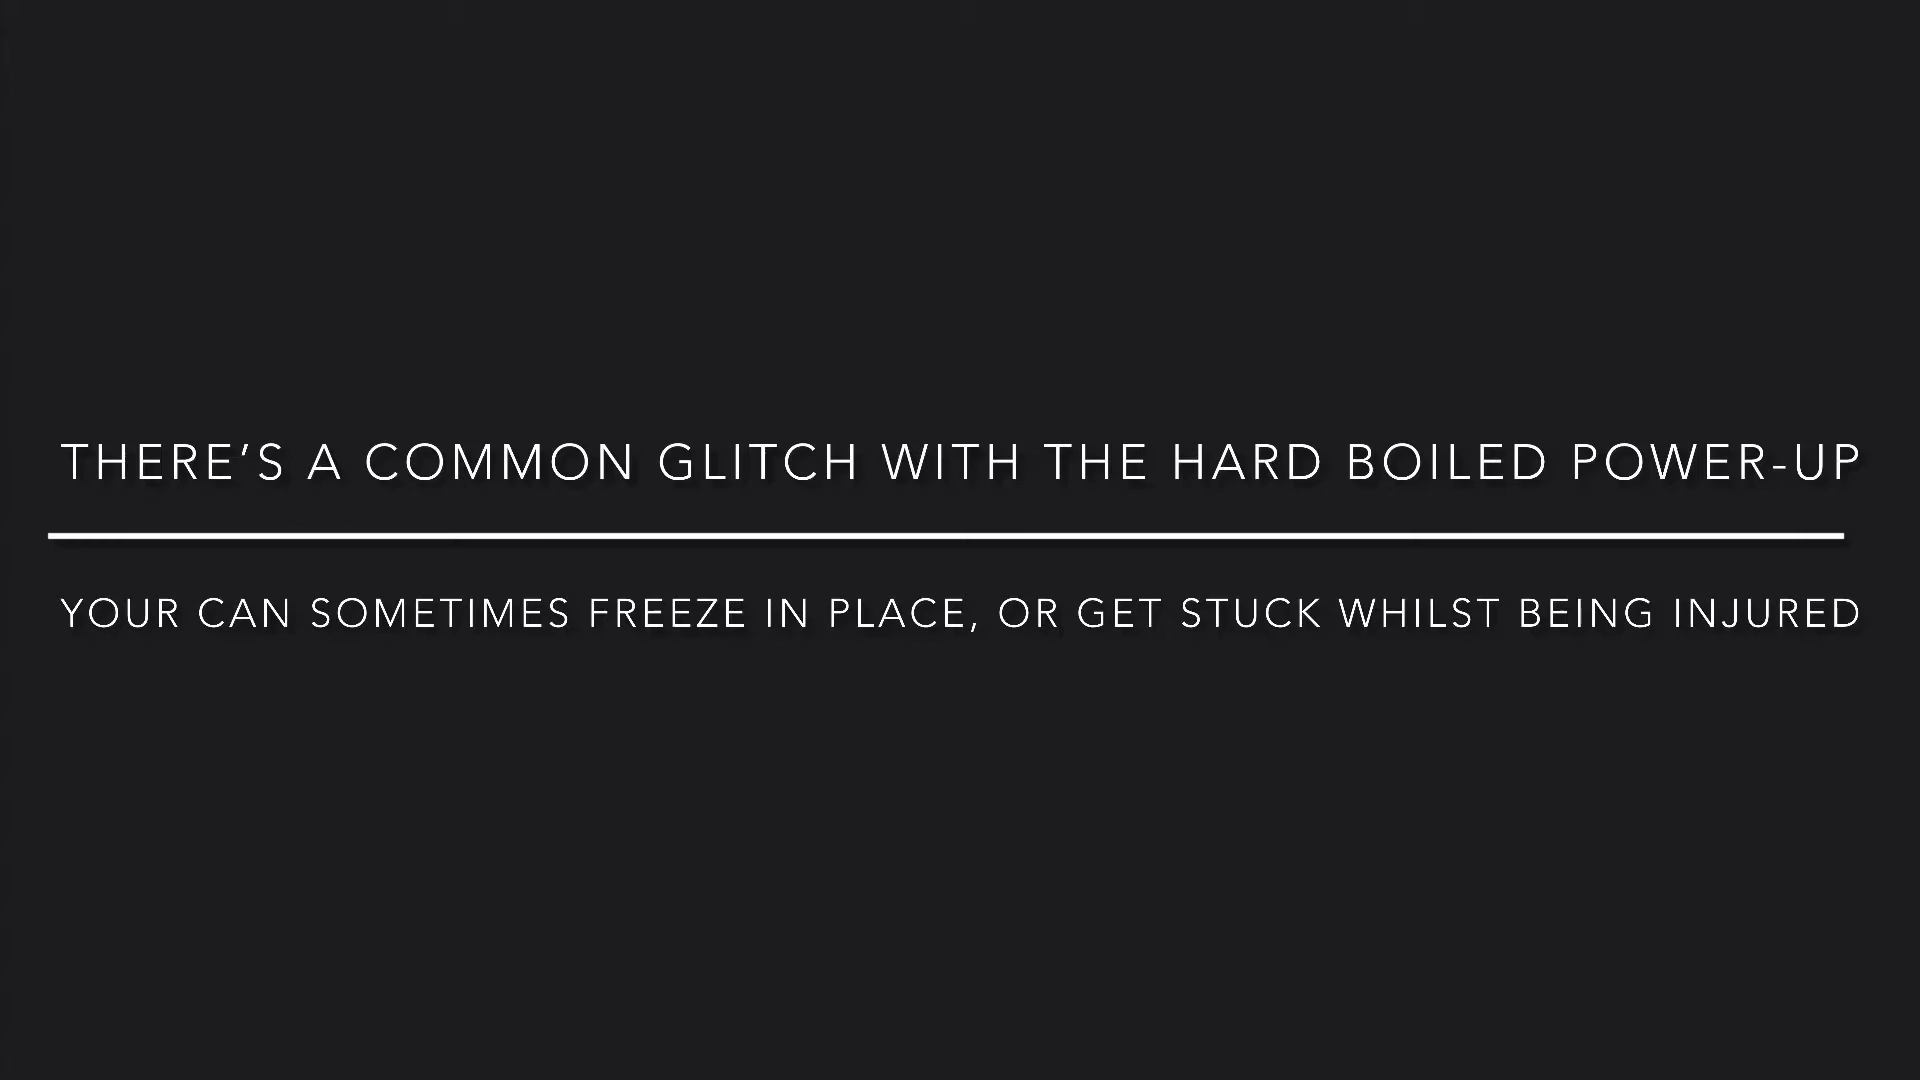 THERE’S A COMMON GLITCH WITH THE HARD BOILED POWER-UP
YOUR CAN SOMETIMES FREEZE IN PLACE, OR GET STUCK WHILST BEING INJURED